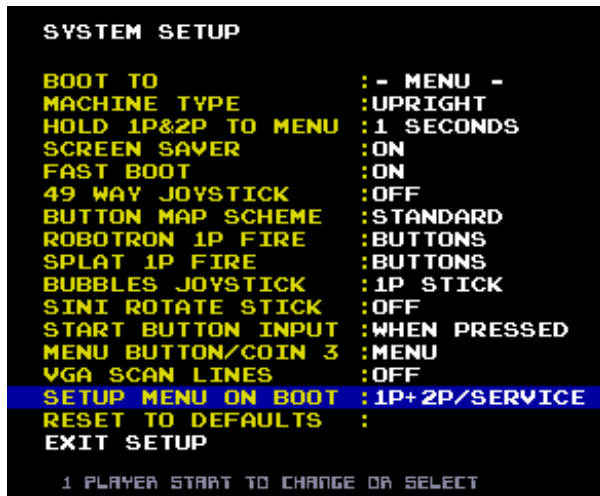 SYSTEM SETUP
BOOT TO :- MENU -
MACHINE TYPE :UPRIGHT
HOLD 1P&2P TO MENU :1 SECONDS
SCREEN SAVER :ON
FAST BOOT :ON
49 WAY JOYSTICK :OFF
BUTTON MAP SCHEME :STANDARD
ROBOTRON 1P FIRE :BUTTONS
SPLAT 1P FIRE :BUTTONS
BUBBLES JOYSTICK :1P STICK
SINI ROTATE STICK :OFF
START BUTTON INPUT :WHEN PRESSED
MENU BUTTON/COIN 3 :MENU
VGA SCAN LINES :OFF
SETUP MENU ON BOOT :1P+2P/SERVICE
RESET TO DEFAULTS :
EXIT SETUP
1 PLAYER START TO CHANGE OR SELECT